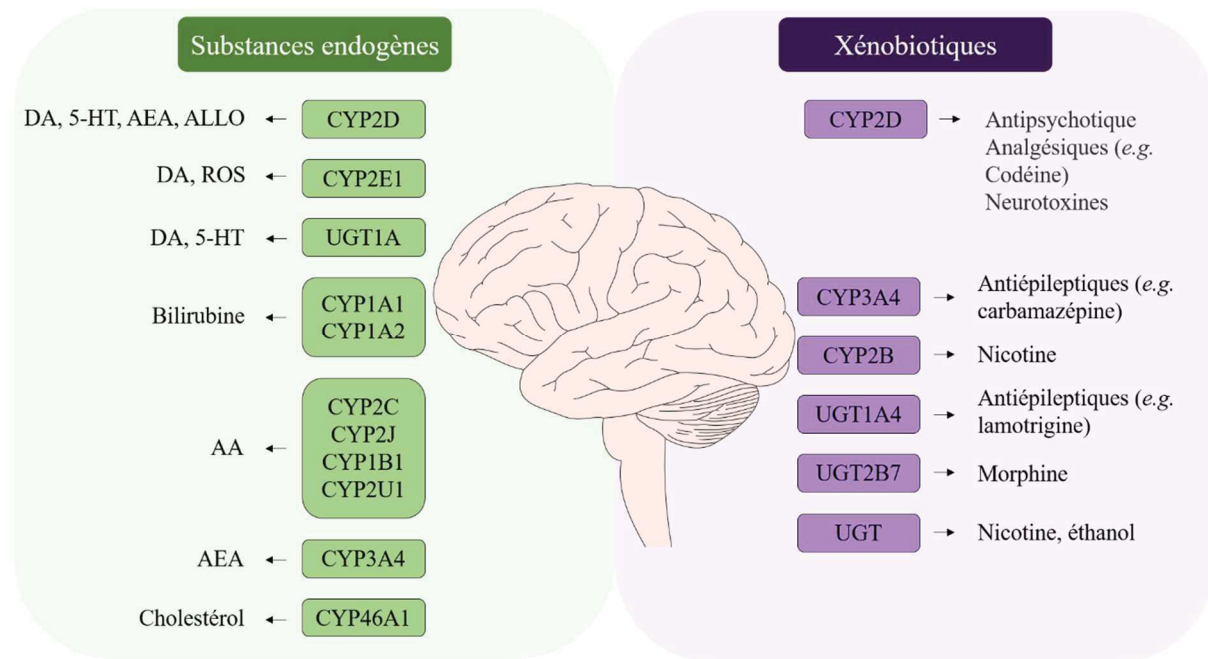 Substances endogènes
DA, 5-HT, AEA, ALLO
CYP2D
DA, ROS
CYP2E1
DA, 5-HT
UGT1A
Bilirubine
CYP1A1
CYP1A2
AA
CYP2C
CYP2J
CYP1B1
CYP2U1
AEA
CYP3A4
Cholestérol
CYP46A1
Xénobiotiques
CYP2D
Antipsychotique
Analgésiques (e.g.
Codéine)
Neurotoxines
CYP3A4
Antiépileptiques (e.g.
carbamazépine)
CYP2B
Nicotine
UGT1A4
Antiépileptiques (e.g.
lamotrigine)
UGT2B7
Morphine
UGT
Nicotine, éthanol